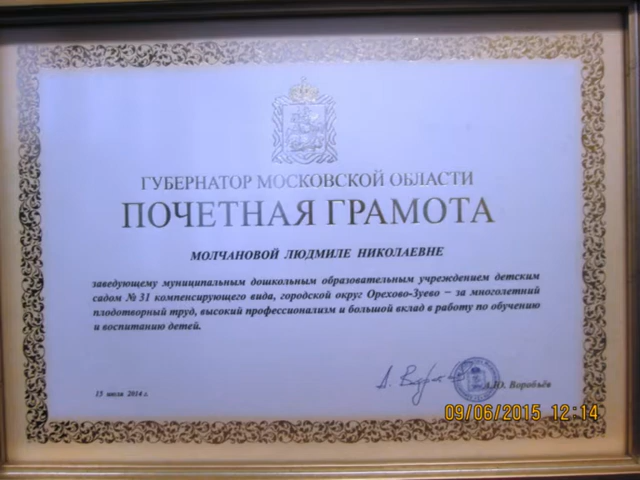 ГУБЕРНАТОР МОСКОВСКОЙ ОБЛАСТИ
ПОЧЕТНАЯ ГРАМОТА
МОЛЧАНОВОЙ ЛЮДМИЛЕ НИКОЛАЕВНЕ
заведующему муниципальным дошкольным образовательным учреждением детским
садом № 31 компенсирующего вида, городской округ Орехово-Зуево – за многолетний
плодотворный труд, высокий профессионализм и большой вклад в работу по обучению
и воспитанию детей.
15 июля 2014 г.
А.Ю. Воробьёв
09/06/2015 12:14